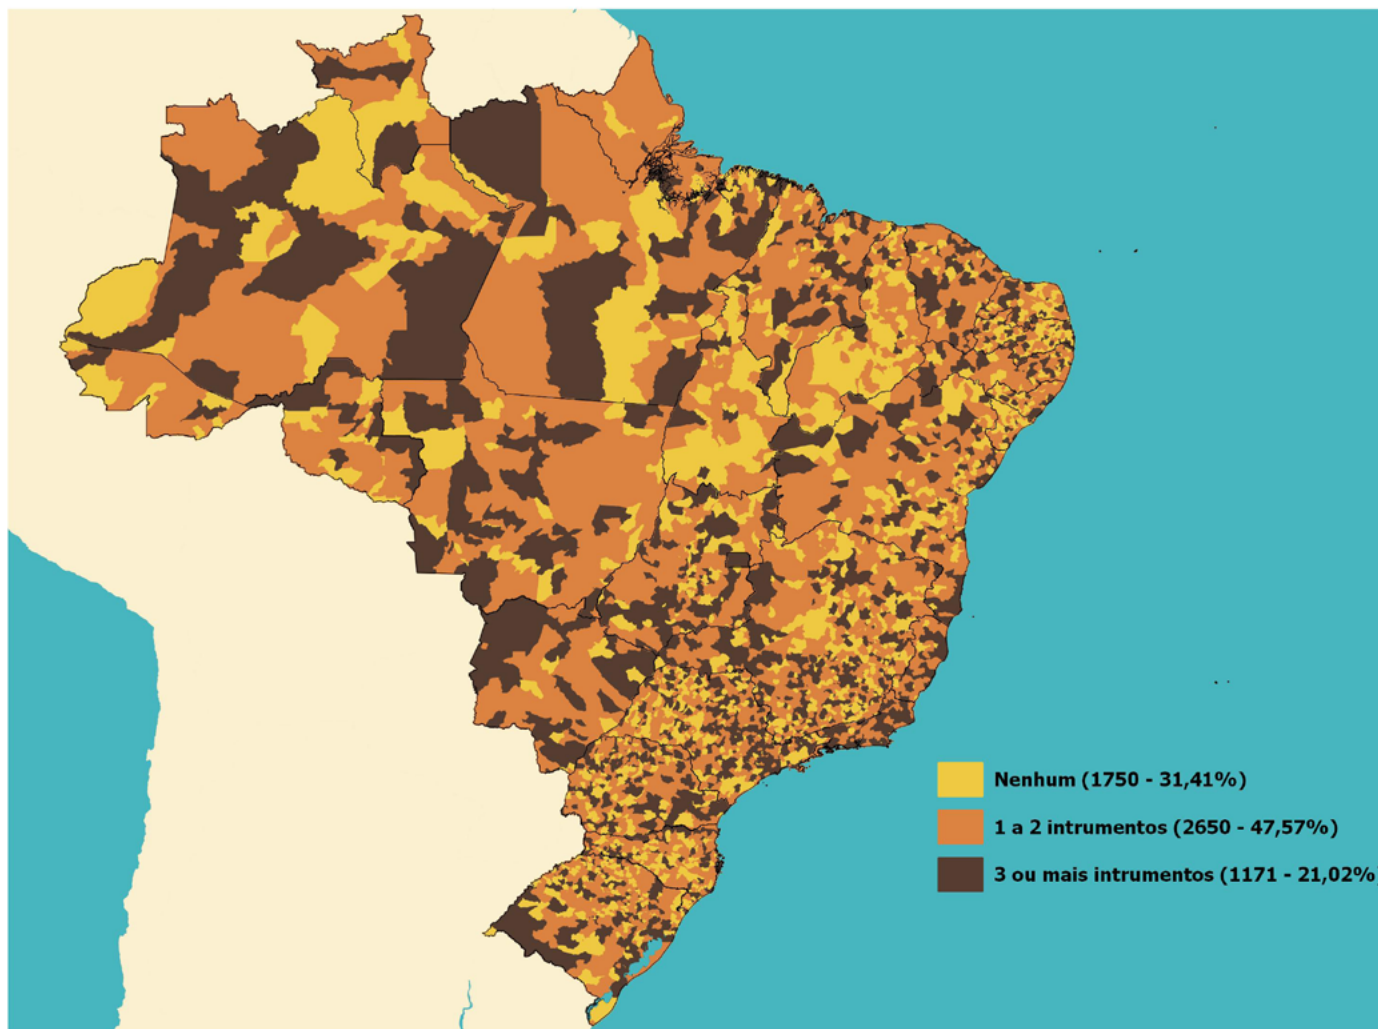 Nenhum (1750 - 31,41%)
1 a 2 intrumentos (2650 - 47,57%)
3 ou mais intrumentos (1171 - 21,02%)